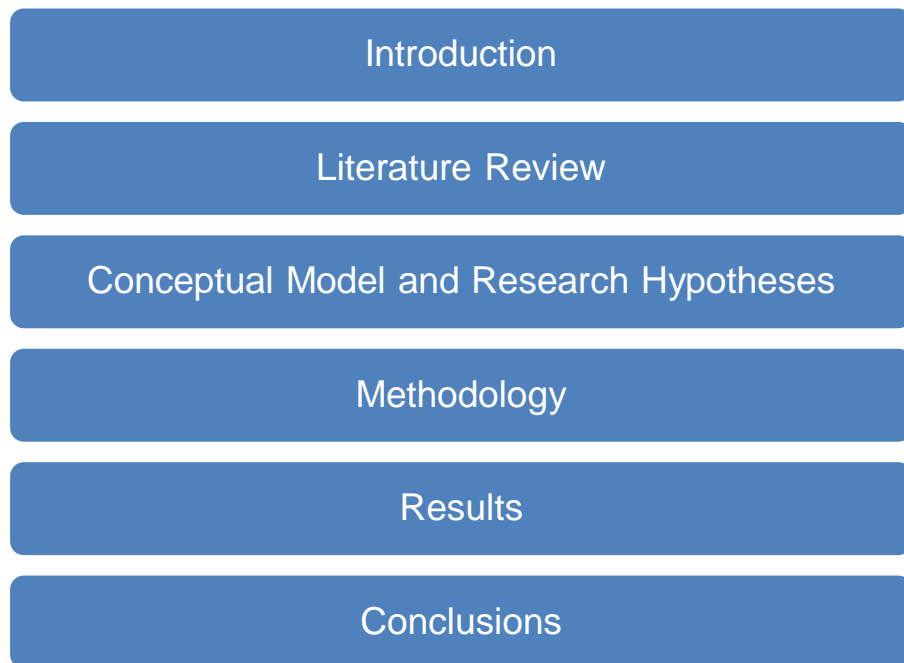 Introduction
Literature Review
Conceptual Model and Research Hypotheses
Methodology
Results
Conclusions